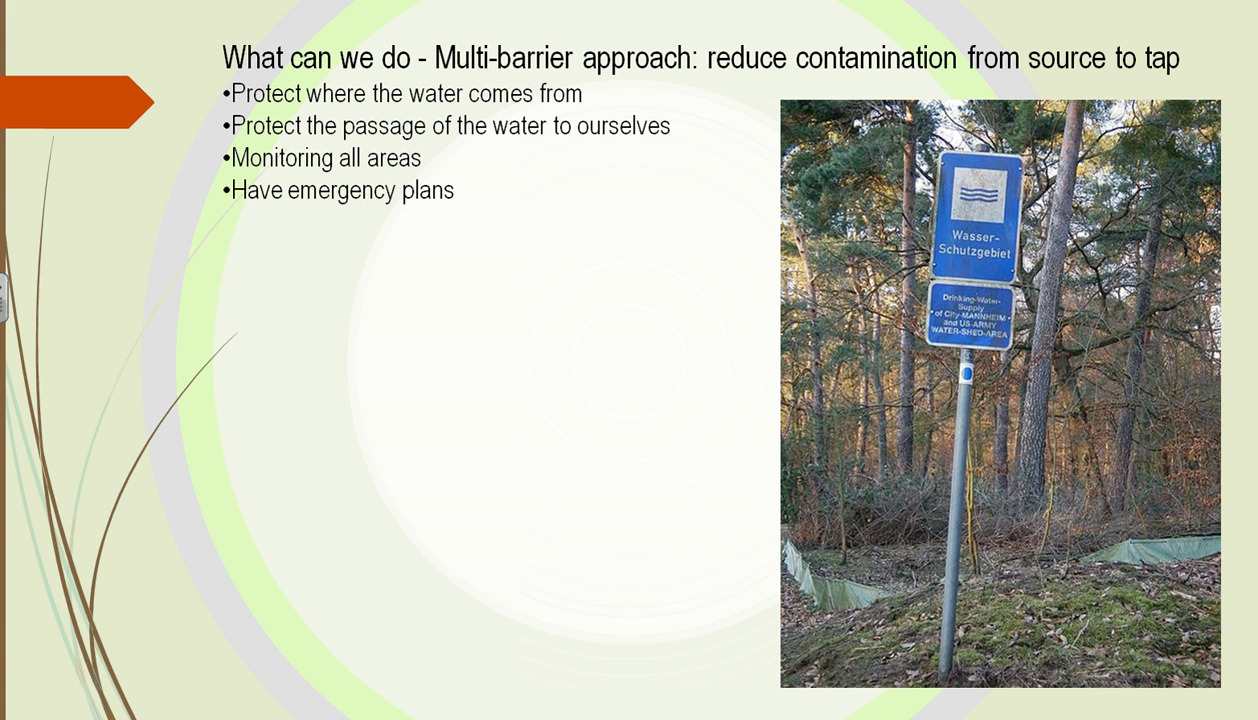 What can we do - Multi-barrier approach: reduce contamination from source to tap
•Protect where the water comes from
•Protect the passage of the water to ourselves
•Monitoring all areas
•Have emergency plans
Wasser-
Schutzgebiet
Drinking-Water-
Supply
of City-MANNHEIM-
and US-ARMY
WATER-SHED-AREA